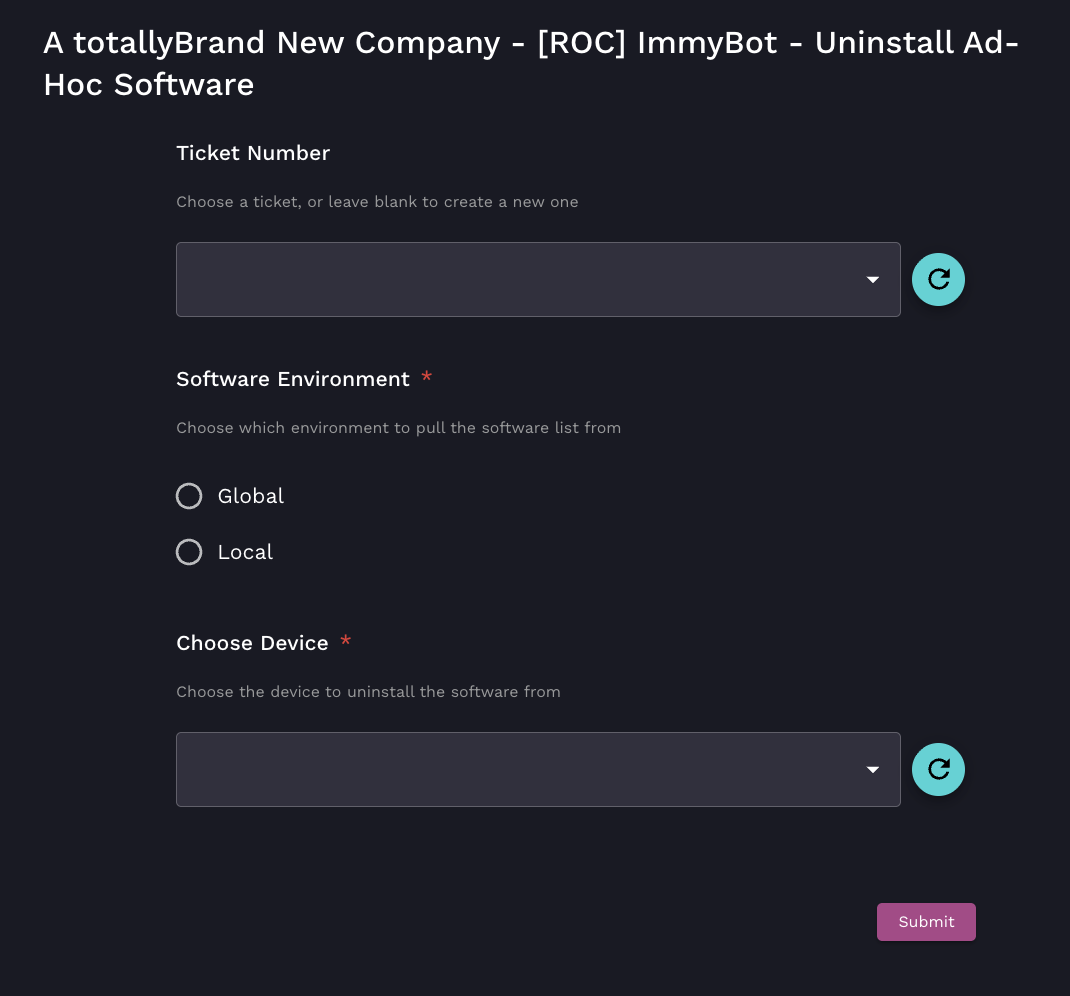 A totallyBrand New Company - [ROC] ImmyBot - Uninstall Ad-
Hoc Software
Ticket Number
Choose a ticket, or leave blank to create a new one
Software Environment *
Choose which environment to pull the software list from
Global
Local
Choose Device *
Choose the device to uninstall the software from
Submit